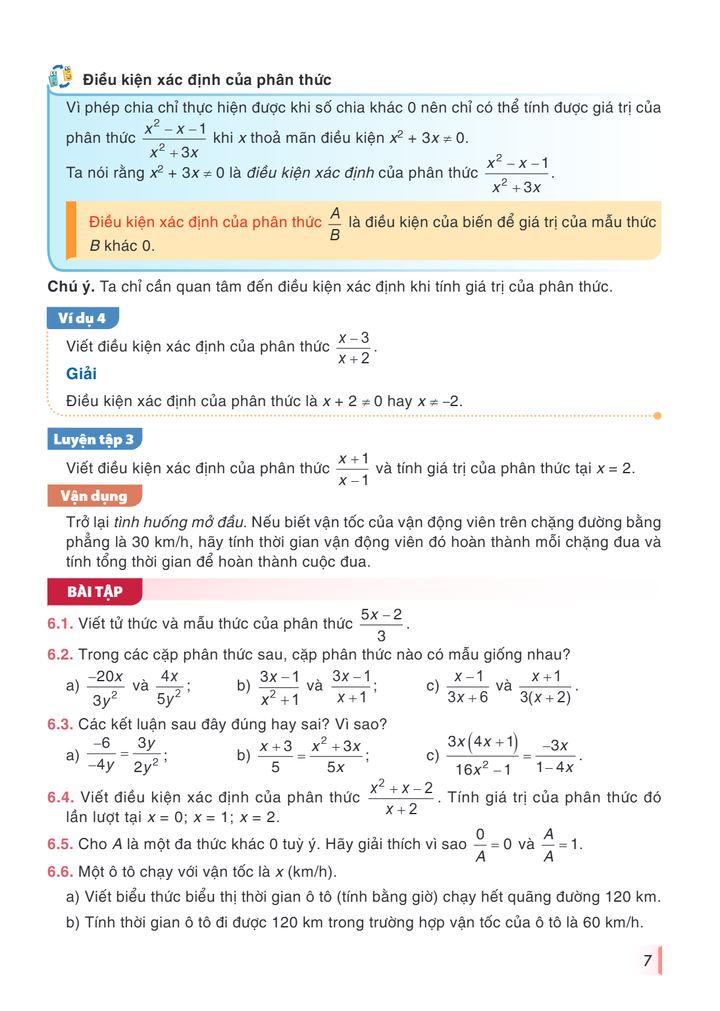 Điều kiện xác định của phân thức
Vì phép chia chỉ thực hiện được khi số chia khác 0 nên chỉ có thể tính được giá trị của
phân thức (x² − x − 1)/(x² + 3x) khi x thoả mãn điều kiện x² + 3x ≠ 0.
Ta nói rằng x² + 3x ≠ 0 là điều kiện xác định của phân thức (x² − x − 1)/(x² + 3x).
Điều kiện xác định của phân thức A/B là điều kiện của biến để giá trị của mẫu thức
B khác 0.
Chú ý. Ta chỉ cần quan tâm đến điều kiện xác định khi tính giá trị của phân thức.
Ví dụ 4
Viết điều kiện xác định của phân thức (x − 3)/(x + 2).
Giải
Điều kiện xác định của phân thức là x + 2 ≠ 0 hay x ≠ −2.
Luyện tập 3
Viết điều kiện xác định của phân thức (x + 1)/(x − 1) và tính giá trị của phân thức tại x = 2.
Vận dụng
Trở lại tình huống mở đầu. Nếu biết vận tốc của vận động viên trên chặng đường bằng
phẳng là 30 km/h, hãy tính thời gian vận động viên đó hoàn thành mỗi chặng đua và
tính tổng thời gian để hoàn thành cuộc đua.
BÀI TẬP
6.1. Viết tử thức và mẫu thức của phân thức (5x − 2)/3.
6.2. Trong các cặp phân thức sau, cặp phân thức nào có mẫu giống nhau?
a) −20x/3y² và 4x/5y²; b) (3x − 1)/(x² + 1) và (3x − 1)/(x + 1); c) (x − 1)/(3x + 6) và (x + 1)/(3(x + 2)).
6.3. Các kết luận sau đây đúng hay sai? Vì sao?
a) −6/−4y = 3y/2y²; b) (x + 3)/5 = (x² + 3x)/5x; c) 3x(4x + 1)/(16x² − 1) = −3x/(1 − 4x).
6.4. Viết điều kiện xác định của phân thức (x² + x − 2)/(x + 2). Tính giá trị của phân thức đó
lần lượt tại x = 0; x = 1; x = 2.
6.5. Cho A là một đa thức khác 0 tuỳ ý. Hãy giải thích vì sao 0/A = 0 và A/A = 1.
6.6. Một ô tô chạy với vận tốc là x (km/h).
a) Viết biểu thức biểu thị thời gian ô tô (tính bằng giờ) chạy hết quãng đường 120 km.
b) Tính thời gian ô tô đi được 120 km trong trường hợp vận tốc của ô tô là 60 km/h.
7